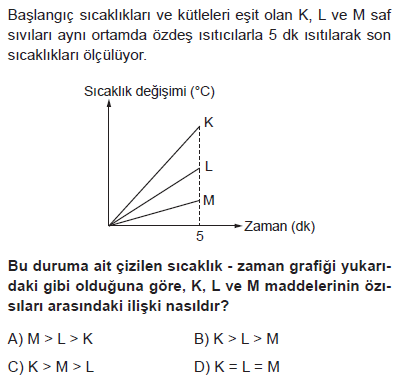 Başlangıç sıcaklıkları ve kütleleri eşit olan K, L ve M saf
sıvıları aynı ortamda özdeş ısıtıcılarla 5 dk ısıtılarak son
sıcaklıkları ölçülüyor.
Sıcaklık değişimi (°C)
K
L
M
Zaman (dk)
5
Bu duruma ait çizilen sıcaklık - zaman grafiği yukarı-
daki gibi olduğuna göre, K, L ve M maddelerinin özı-
sıları arasındaki ilişki nasıldır?
A) M > L > K B) K > L > M
C) K > M > L D) K = L = M